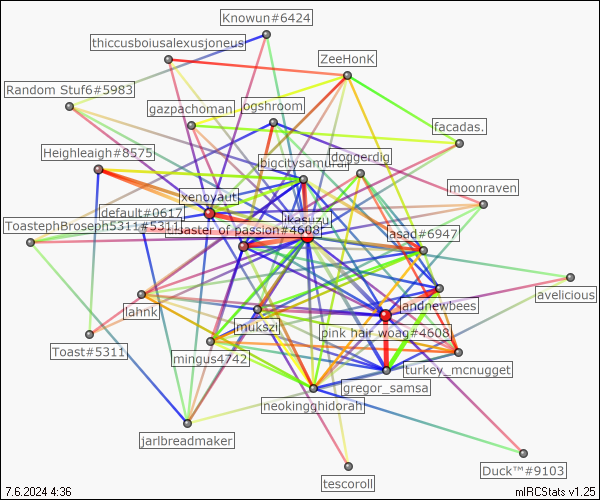 Knowun#6424
thiccusboiusalexusjoneus
ZeeHonK
Random Stuf6#5983
gazpachoman
ogshroom
facadas.
Heighleaigh#8575
bigcitysamurai
doggerdig
moonraven
xenovaut
default#0617
ikasuzu
ToastephBroseph5311#5311
master of passion#4608
asad#6947
lahnk
avelicious
andnewbees
mukszi
pink hair woag#4608
Toast#5311
mingus4742
turkey_mcnugget
gregor_samsa
neokingghidorah
jarlbreadmaker
Duck™#9103
tescoroll
7.6.2024 4:36
mIRCStats v1.25